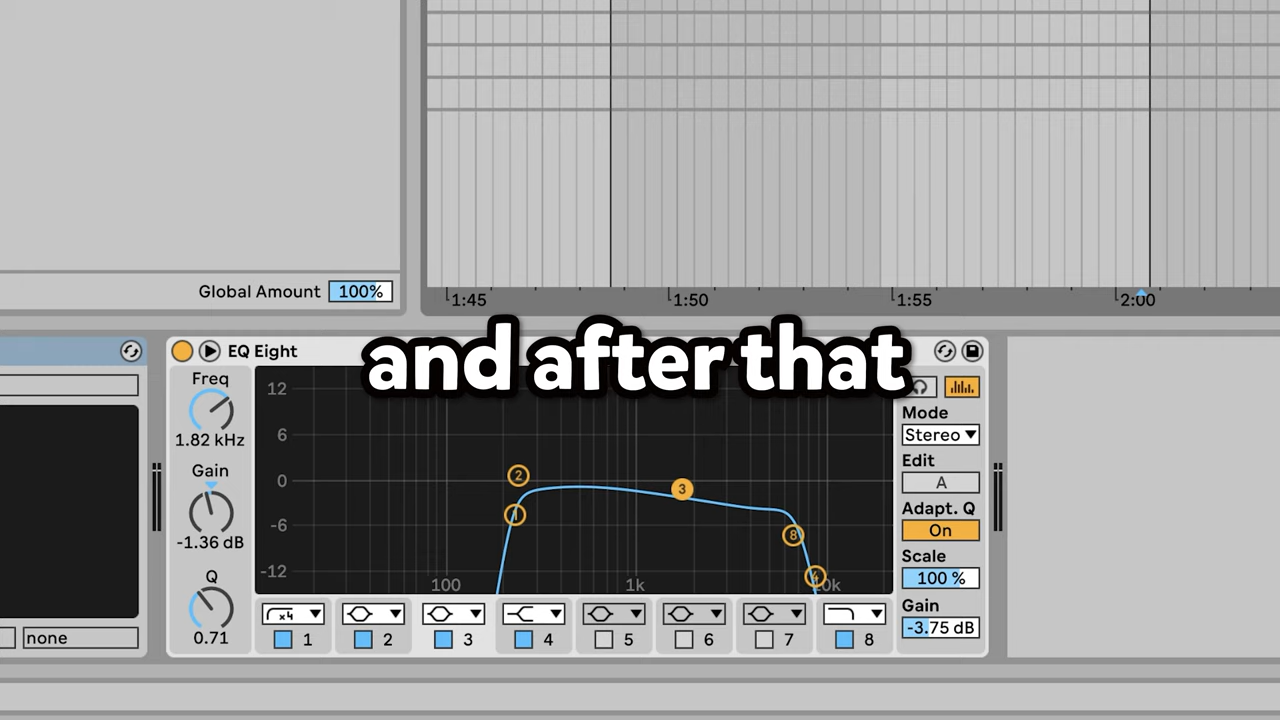 Global Amount 100%
1:45 1:50 1:55 2:00
and after that
EQ Eight
Freq
1.82 kHz
Gain
-1.36 dB
Q
0.71
12
6
0
-6
-12
100 1k
2
1
3
8
4
Mode
Stereo
Edit
A
Adapt. Q
On
Scale
100 %
Gain
-3.75 dB
x4
none
1 2 3 4 5 6 7 8